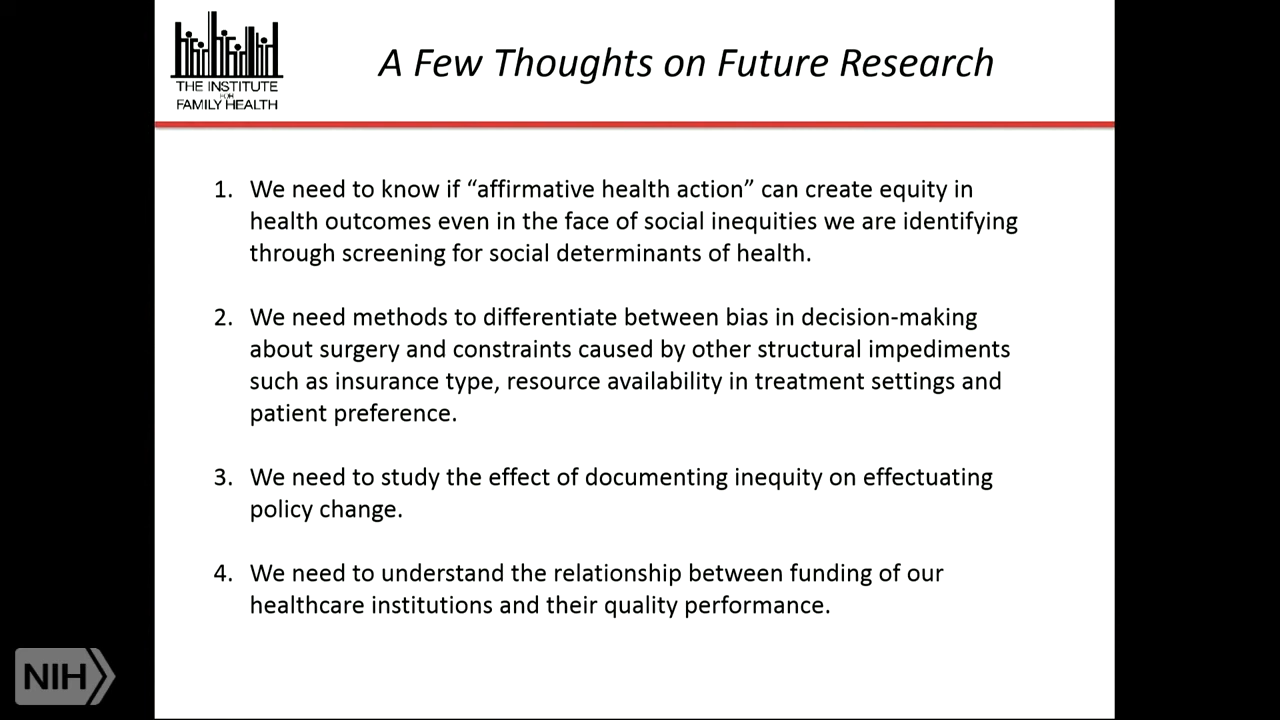 THE INSTITUTE
FOR
FAMILY HEALTH
A Few Thoughts on Future Research
1. We need to know if “affirmative health action” can create equity in
health outcomes even in the face of social inequities we are identifying
through screening for social determinants of health.
2. We need methods to differentiate between bias in decision-making
about surgery and constraints caused by other structural impediments
such as insurance type, resource availability in treatment settings and
patient preference.
3. We need to study the effect of documenting inequity on effectuating
policy change.
4. We need to understand the relationship between funding of our
healthcare institutions and their quality performance.
NIH